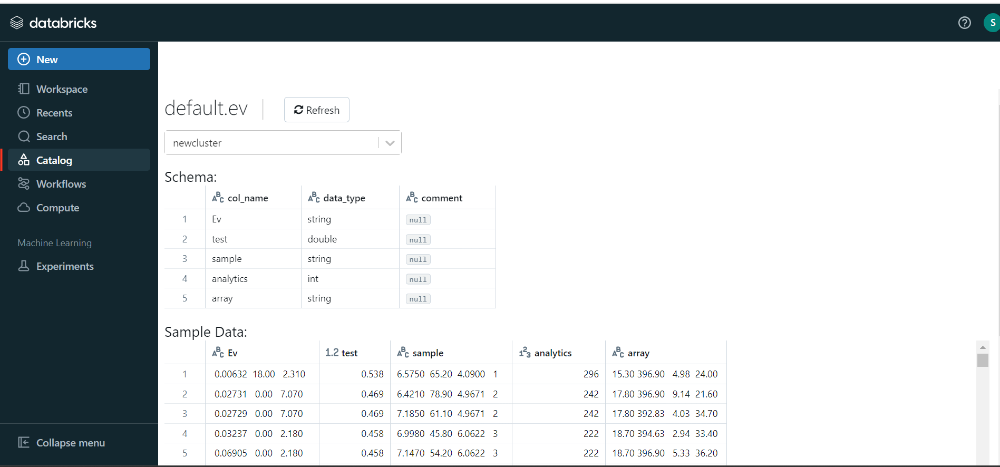 databricks
S
New
Workspace
Recents
Search
Catalog
Workflows
Compute
Machine Learning
Experiments
Collapse menu
default.ev
Refresh
newcluster
Schema:
col_name data_type comment
1 Ev string null
2 test double null
3 sample string null
4 analytics int null
5 array string null
Sample Data:
Ev 1.2 test sample analytics array
1 0.00632 18.00 2.310 0.538 6.5750 65.20 4.0900 1 296 15.30 396.90 4.98 24.00
2 0.02731 0.00 7.070 0.469 6.4210 78.90 4.9671 2 242 17.80 396.90 9.14 21.60
3 0.02729 0.00 7.070 0.469 7.1850 61.10 4.9671 2 242 17.80 392.83 4.03 34.70
4 0.03237 0.00 2.180 0.458 6.9980 45.80 6.0622 3 222 18.70 394.63 2.94 33.40
5 0.06905 0.00 2.180 0.458 7.1470 54.20 6.0622 3 222 18.70 396.90 5.33 36.20